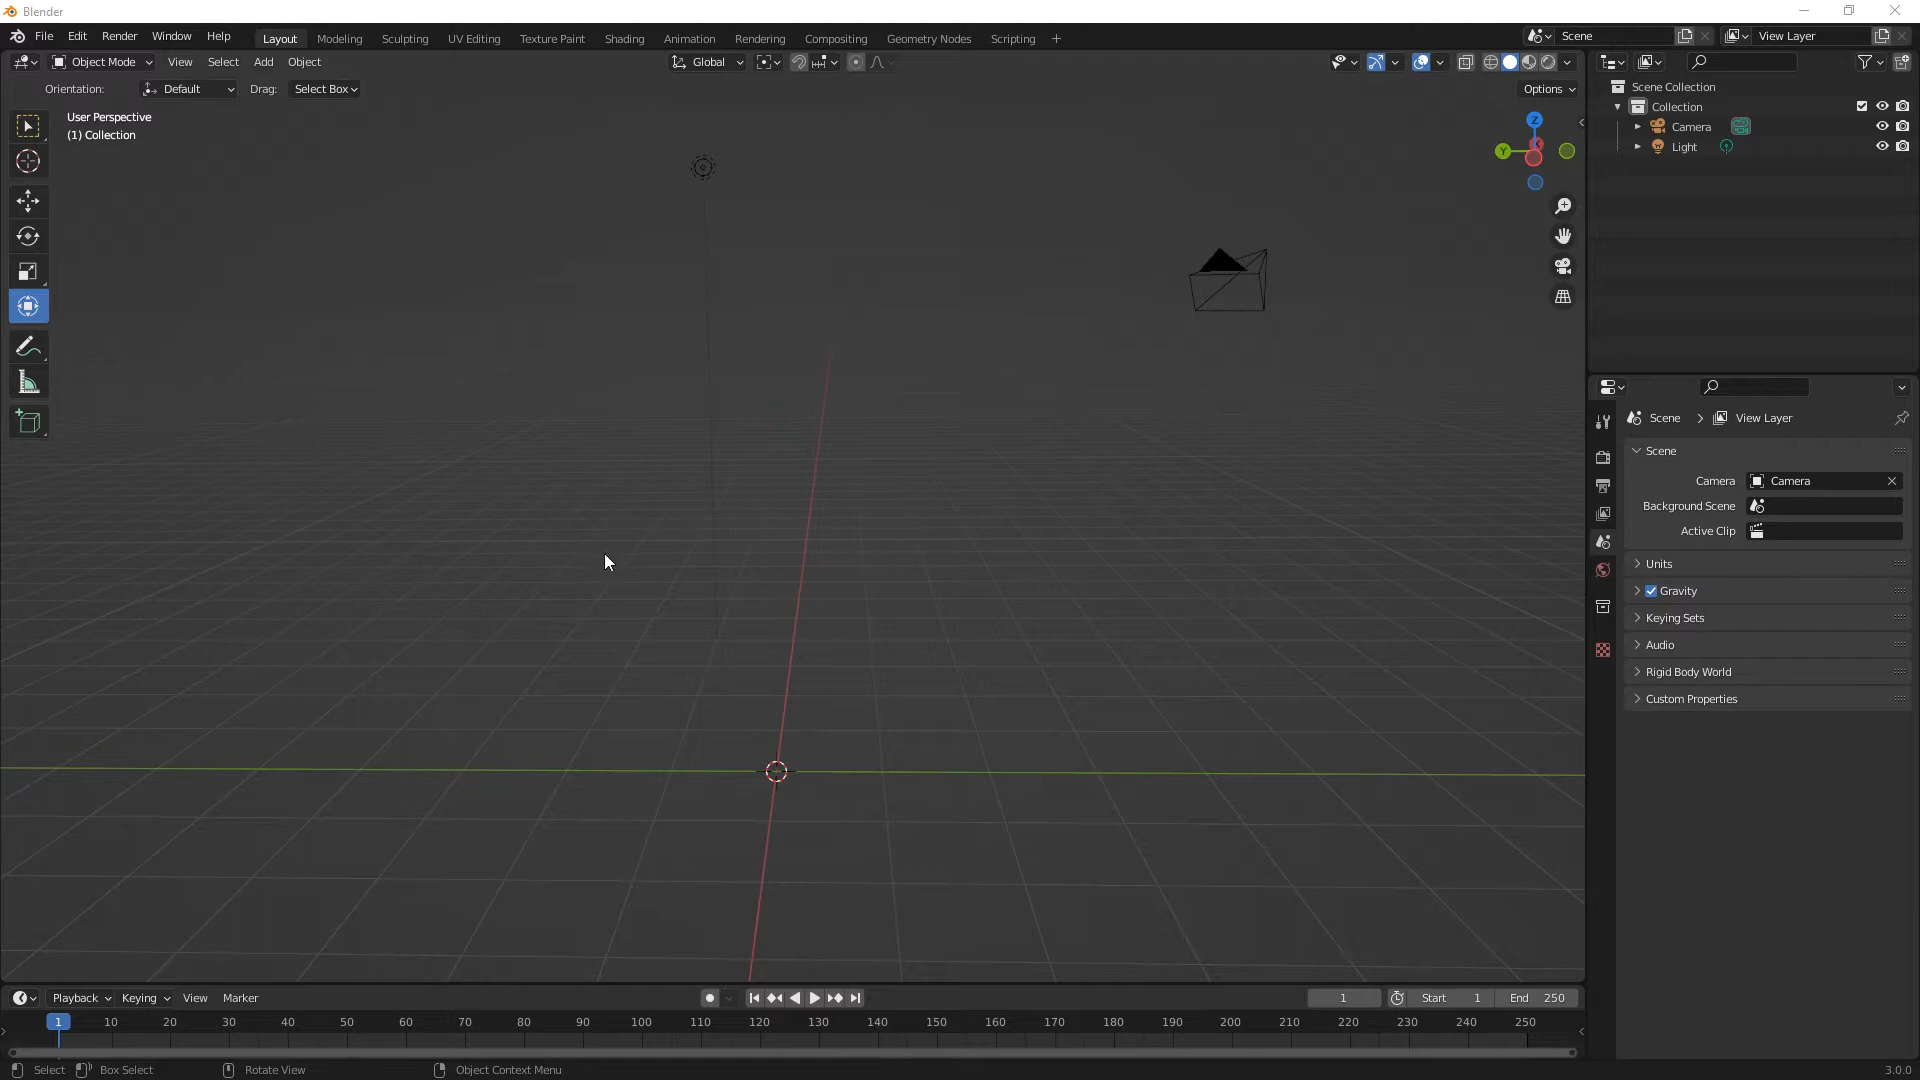 Blender
File Edit Render Window Help Layout Modeling Sculpting UV Editing Texture Paint Shading Animation Rendering Compositing Geometry Nodes Scripting + Scene View Layer
Object Mode View Select Add Object Global
Orientation: Default Drag: Select Box Options
User Perspective
(1) Collection
Z
Y
Scene Collection
Collection
Camera
Light
Scene > View Layer
Scene
Camera Camera
Background Scene
Active Clip
Units
Gravity
Keying Sets
Audio
Rigid Body World
Custom Properties
Playback Keying View Marker 1 Start 1 End 250
1 10 20 30 40 50 60 70 80 90 100 110 120 130 140 150 160 170 180 190 200 210 220 230 240 250
Select Box Select Rotate View Object Context Menu 3.0.0